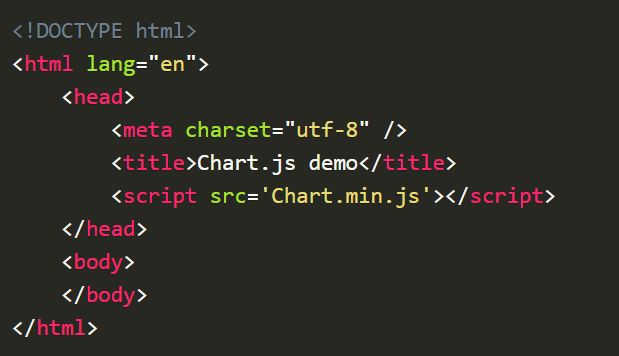 <!DOCTYPE html>
<html lang="en">
    <head>
        <meta charset="utf-8" />
        <title>Chart.js demo</title>
        <script src='Chart.min.js'></script>
    </head>
    <body>
    </body>
</html>